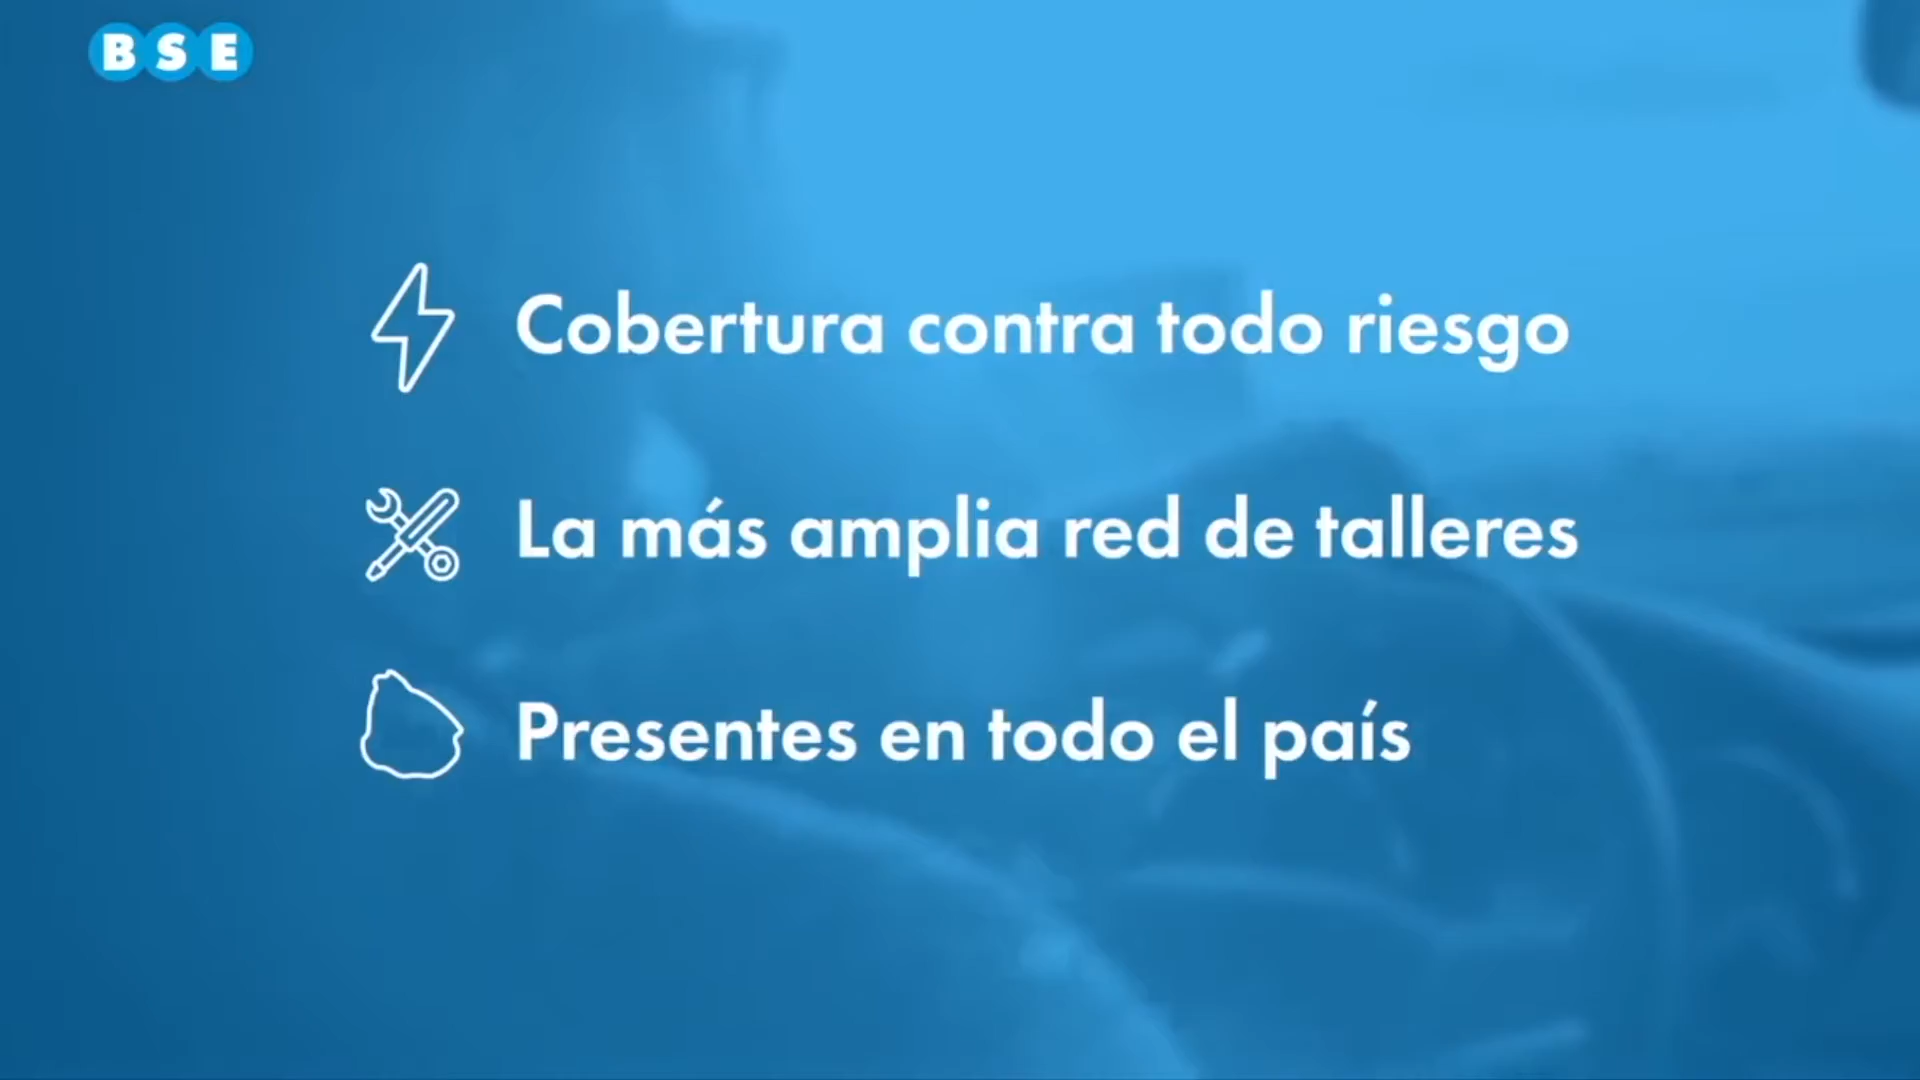 BSE
Cobertura contra todo riesgo
La más amplia red de talleres
Presentes en todo el país